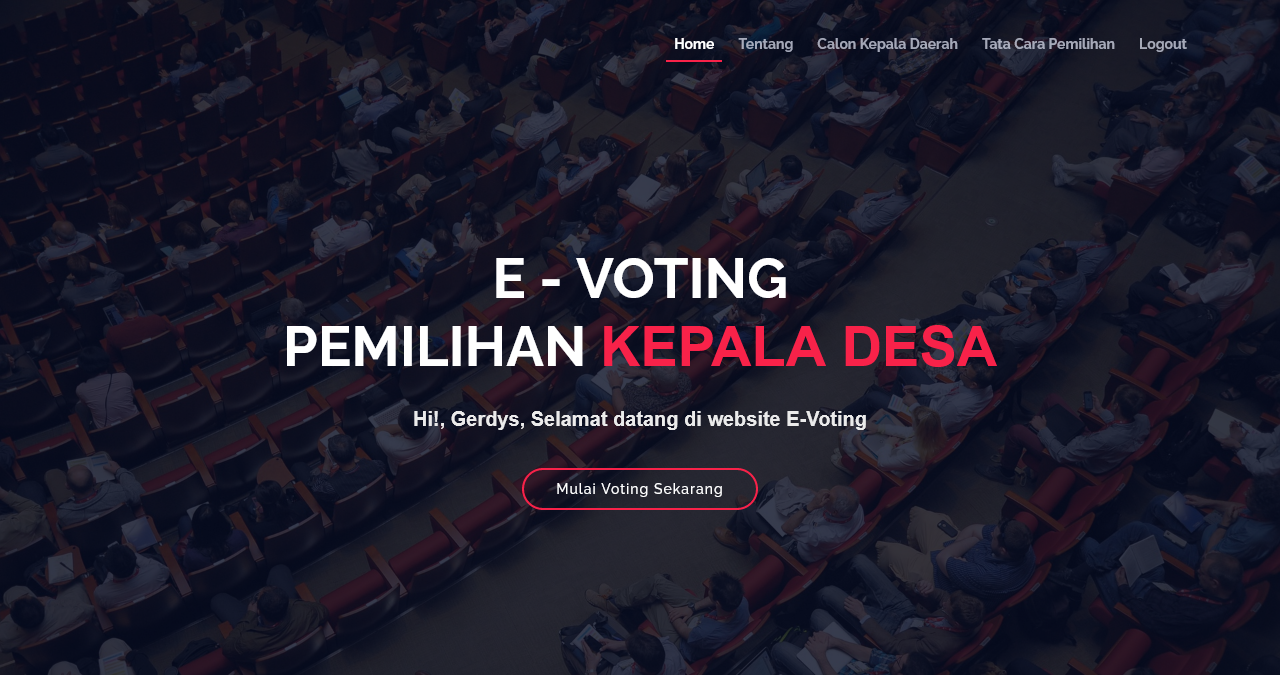 Home Tentang Calon Kepala Daerah Tata Cara Pemilihan Logout
E - VOTING
PEMILIHAN KEPALA DESA
Hi!, Gerdys, Selamat datang di website E-Voting
Mulai Voting Sekarang